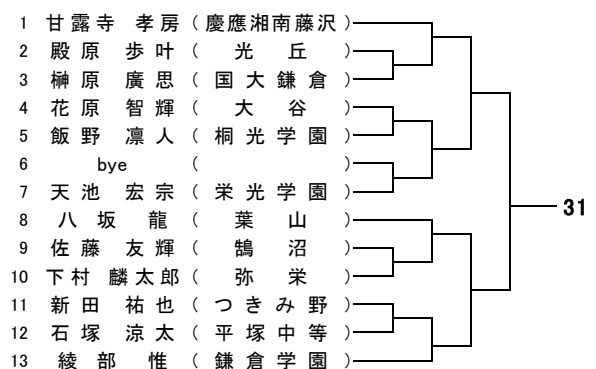 1 甘露寺 孝房 (慶應湘南藤沢)
2 殿原 歩叶 (光丘)
3 榊原 廣思 (国大鎌倉)
4 花原 智輝 (大谷)
5 飯野 凛人 (桐光学園)
6 bye ( )
7 天池 宏宗 (栄光学園)
31
8 八坂 龍 (葉山)
9 佐藤 友輝 (鵠沼)
10 下村 麟太郎 (弥栄)
11 新田 祐也 (つきみ野)
12 石塚 涼太 (平塚中等)
13 綾部 惟 (鎌倉学園)